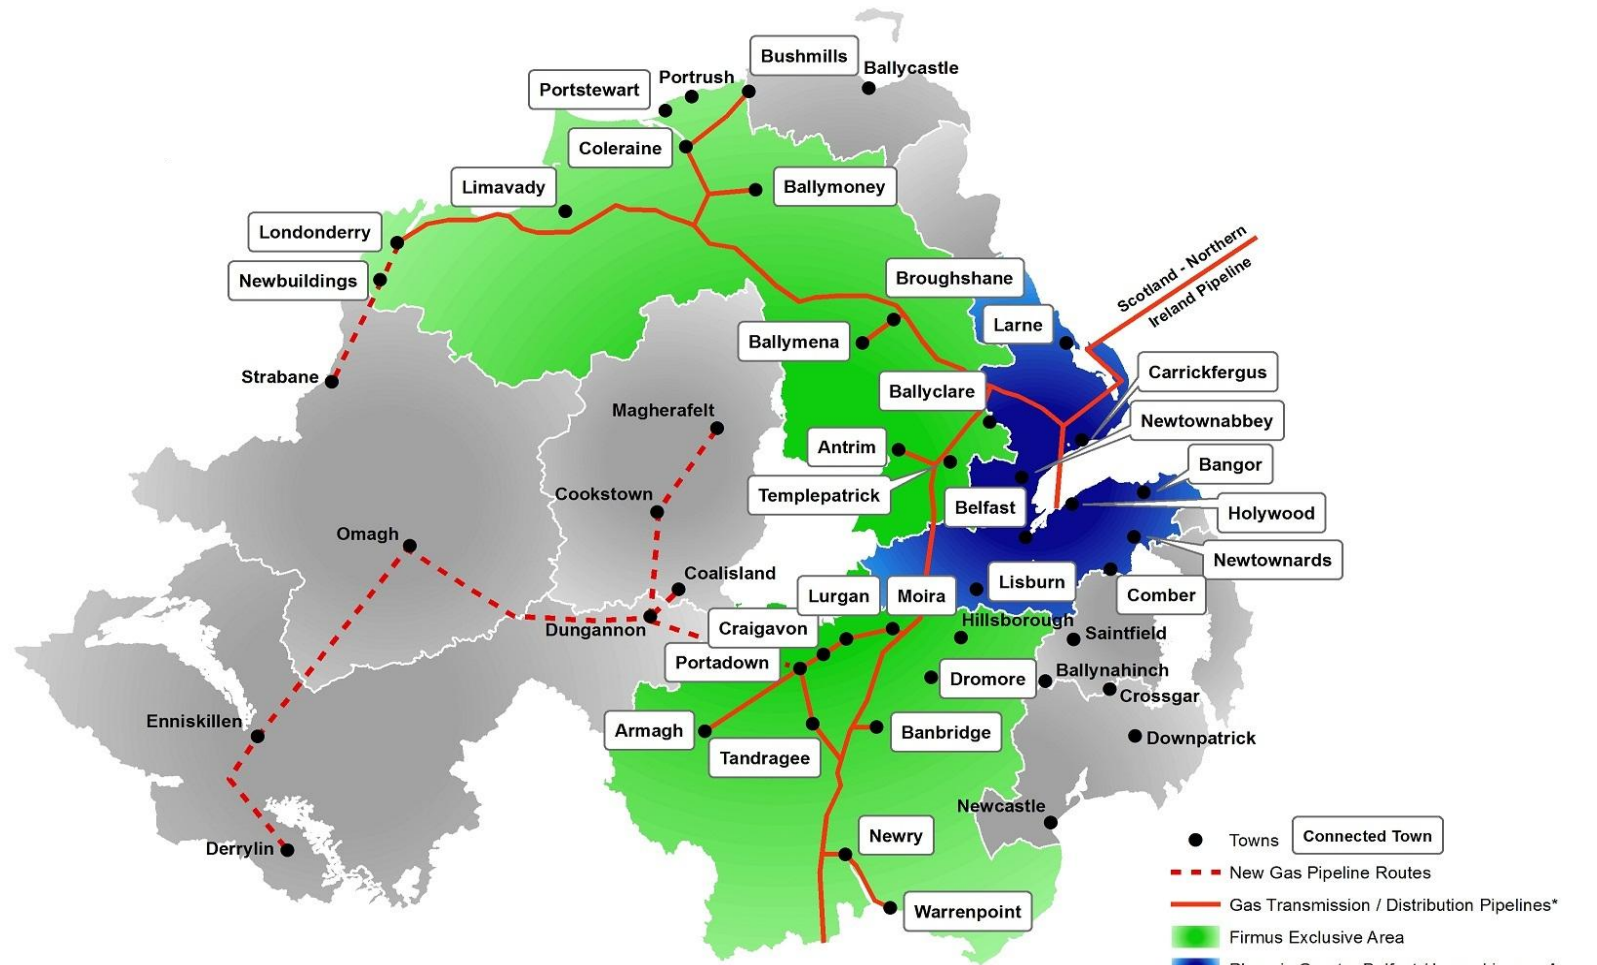 Bushmills
Ballycastle
Portrush
Portstewart
Coleraine
Limavady
Ballymoney
Londonderry
Scotland - Northern
Ireland Pipeline
Newbuildings
Broughshane
Larne
Ballymena
Carrickfergus
Strabane
Ballyclare
Magherafelt
Newtownabbey
Antrim
Bangor
Templepatrick
Cookstown
Belfast
Holywood
Omagh
Newtownards
Coalisland
Lisburn
Lurgan
Moira
Comber
Hillsborough
Dungannon
Craigavon
Saintfield
Portadown
Ballynahinch
Dromore
Crossgar
Enniskillen
Armagh
Banbridge
Downpatrick
Tandragee
Newcastle
Newry
Derrylin
Warrenpoint
Towns
Connected Town
New Gas Pipeline Routes
Gas Transmission / Distribution Pipelines*
Firmus Exclusive Area